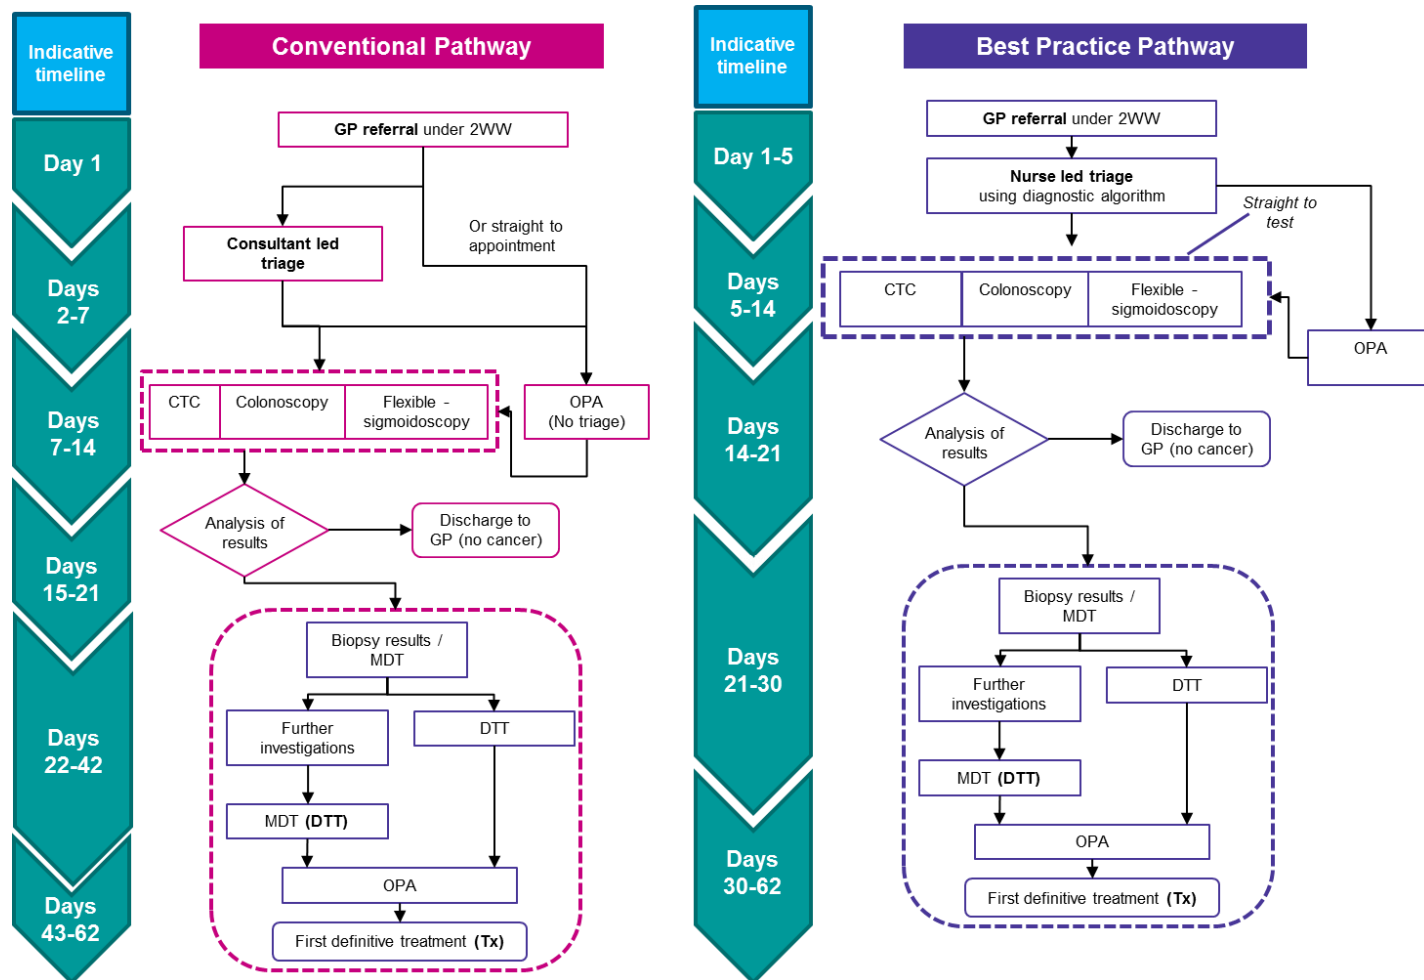 Indicative
timeline
Conventional Pathway
Day 1
Days
2-7
Days
7-14
Days
15-21
Days
22-42
Days
43-62
GP referral under 2WW
Consultant led
triage
Or straight to
appointment
CTC
Colonoscopy
Flexible -
sigmoidoscopy
OPA
(No triage)
Analysis of
results
Discharge to
GP (no cancer)
Biopsy results /
MDT
Further
investigations
DTT
MDT (DTT)
OPA
First definitive treatment (Tx)
Indicative
timeline
Best Practice Pathway
Day 1-5
Days
5-14
Days
14-21
Days
21-30
Days
30-62
GP referral under 2WW
Nurse led triage
using diagnostic algorithm
Straight to
test
CTC
Colonoscopy
Flexible -
sigmoidoscopy
OPA
Analysis of
results
Discharge to
GP (no cancer)
Biopsy results /
MDT
Further
investigations
DTT
MDT (DTT)
OPA
First definitive treatment (Tx)